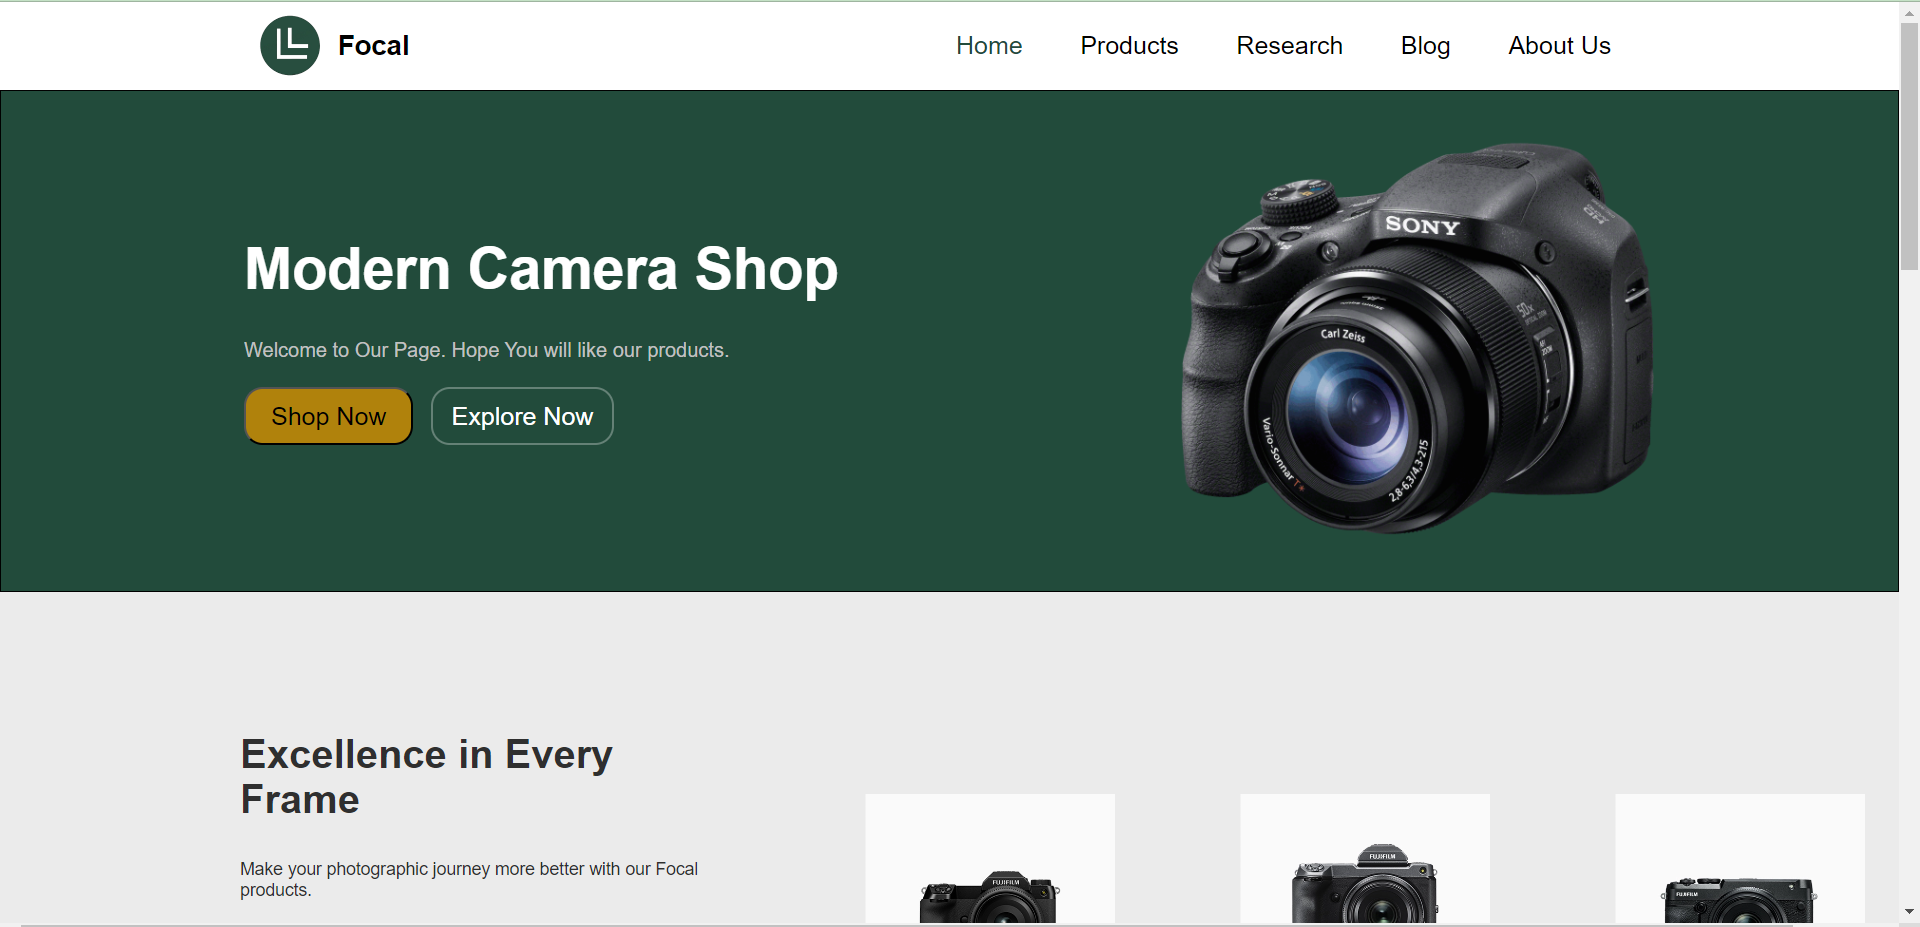 Focal
Home Products Research Blog About Us
Modern Camera Shop
Welcome to Our Page. Hope You will like our products.
Shop Now Explore Now
SONY
50x
Carl Zeiss
Vario-Sonnar T*
2,8-6,3/4,3-215
Excellence in Every
Frame
Make your photographic journey more better with our Focal
products.
FUJIFILM
FUJIFILM
FUJIFILM